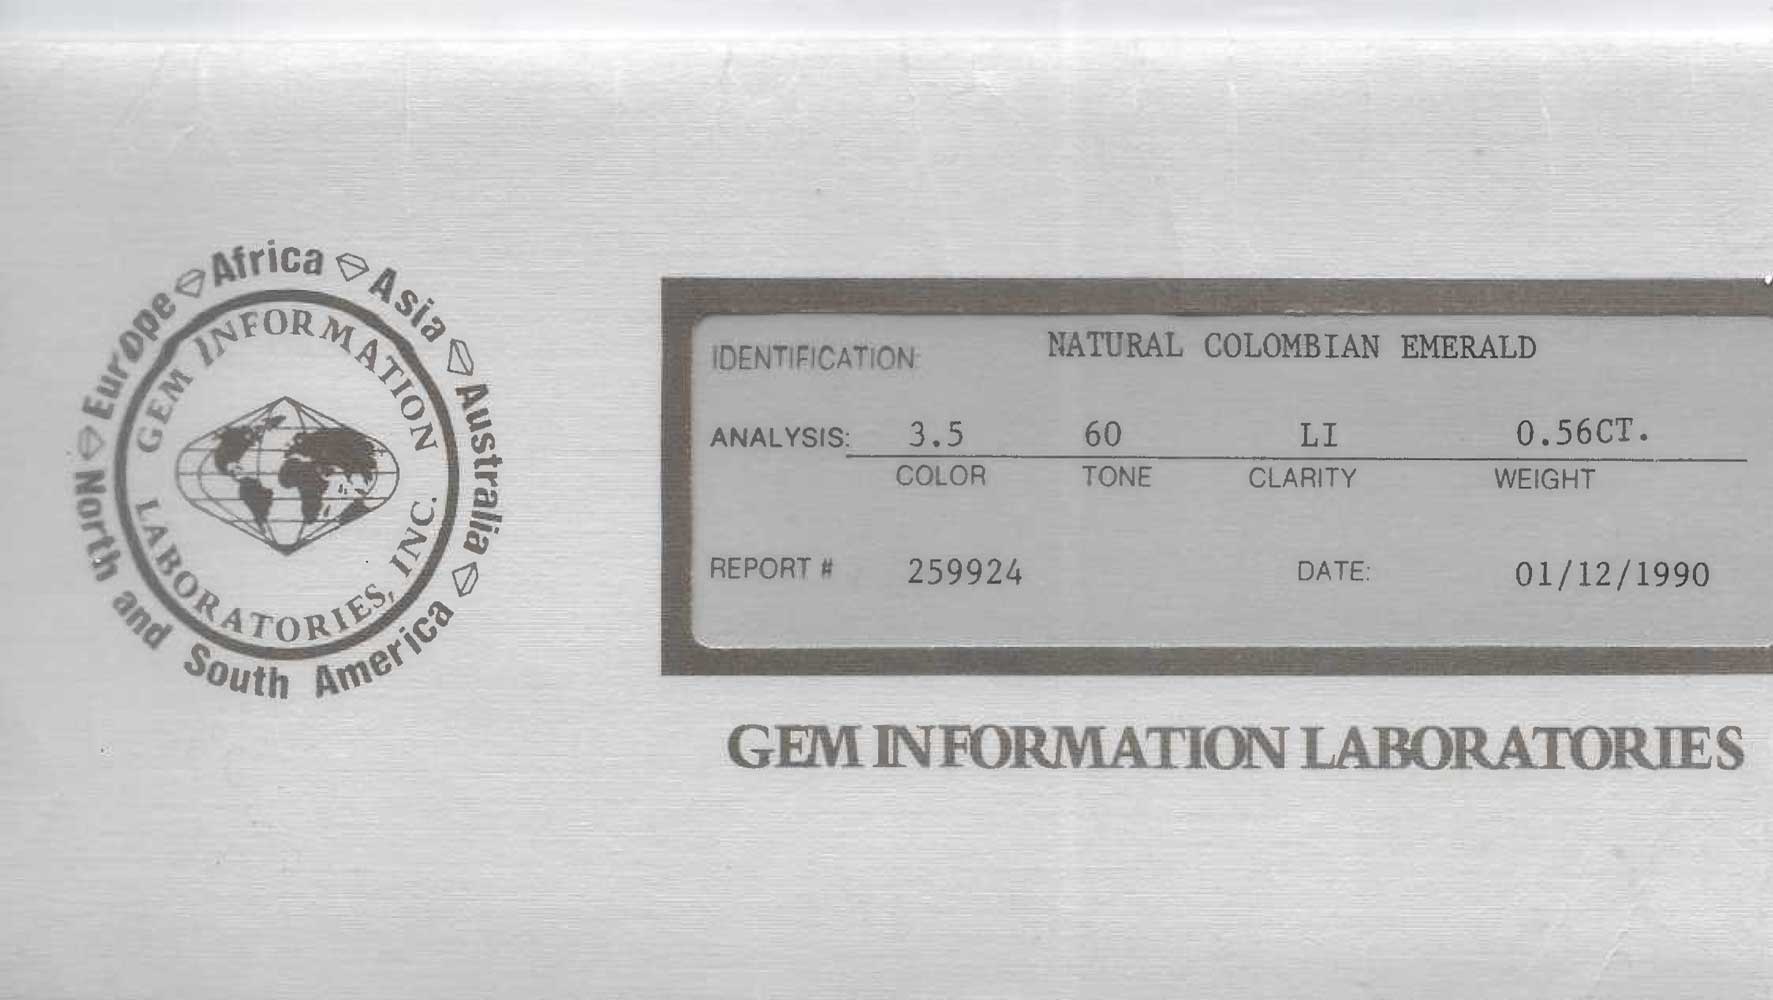 North and South America Europe Africa Asia Australia
GEM INFORMATION
LABORATORIES, INC.
IDENTIFICATION: NATURAL COLOMBIAN EMERALD
ANALYSIS: 3.5 60 LI 0.56CT.
COLOR TONE CLARITY WEIGHT
REPORT # 259924 DATE: 01/12/1990
GEM INFORMATION LABORATORIES